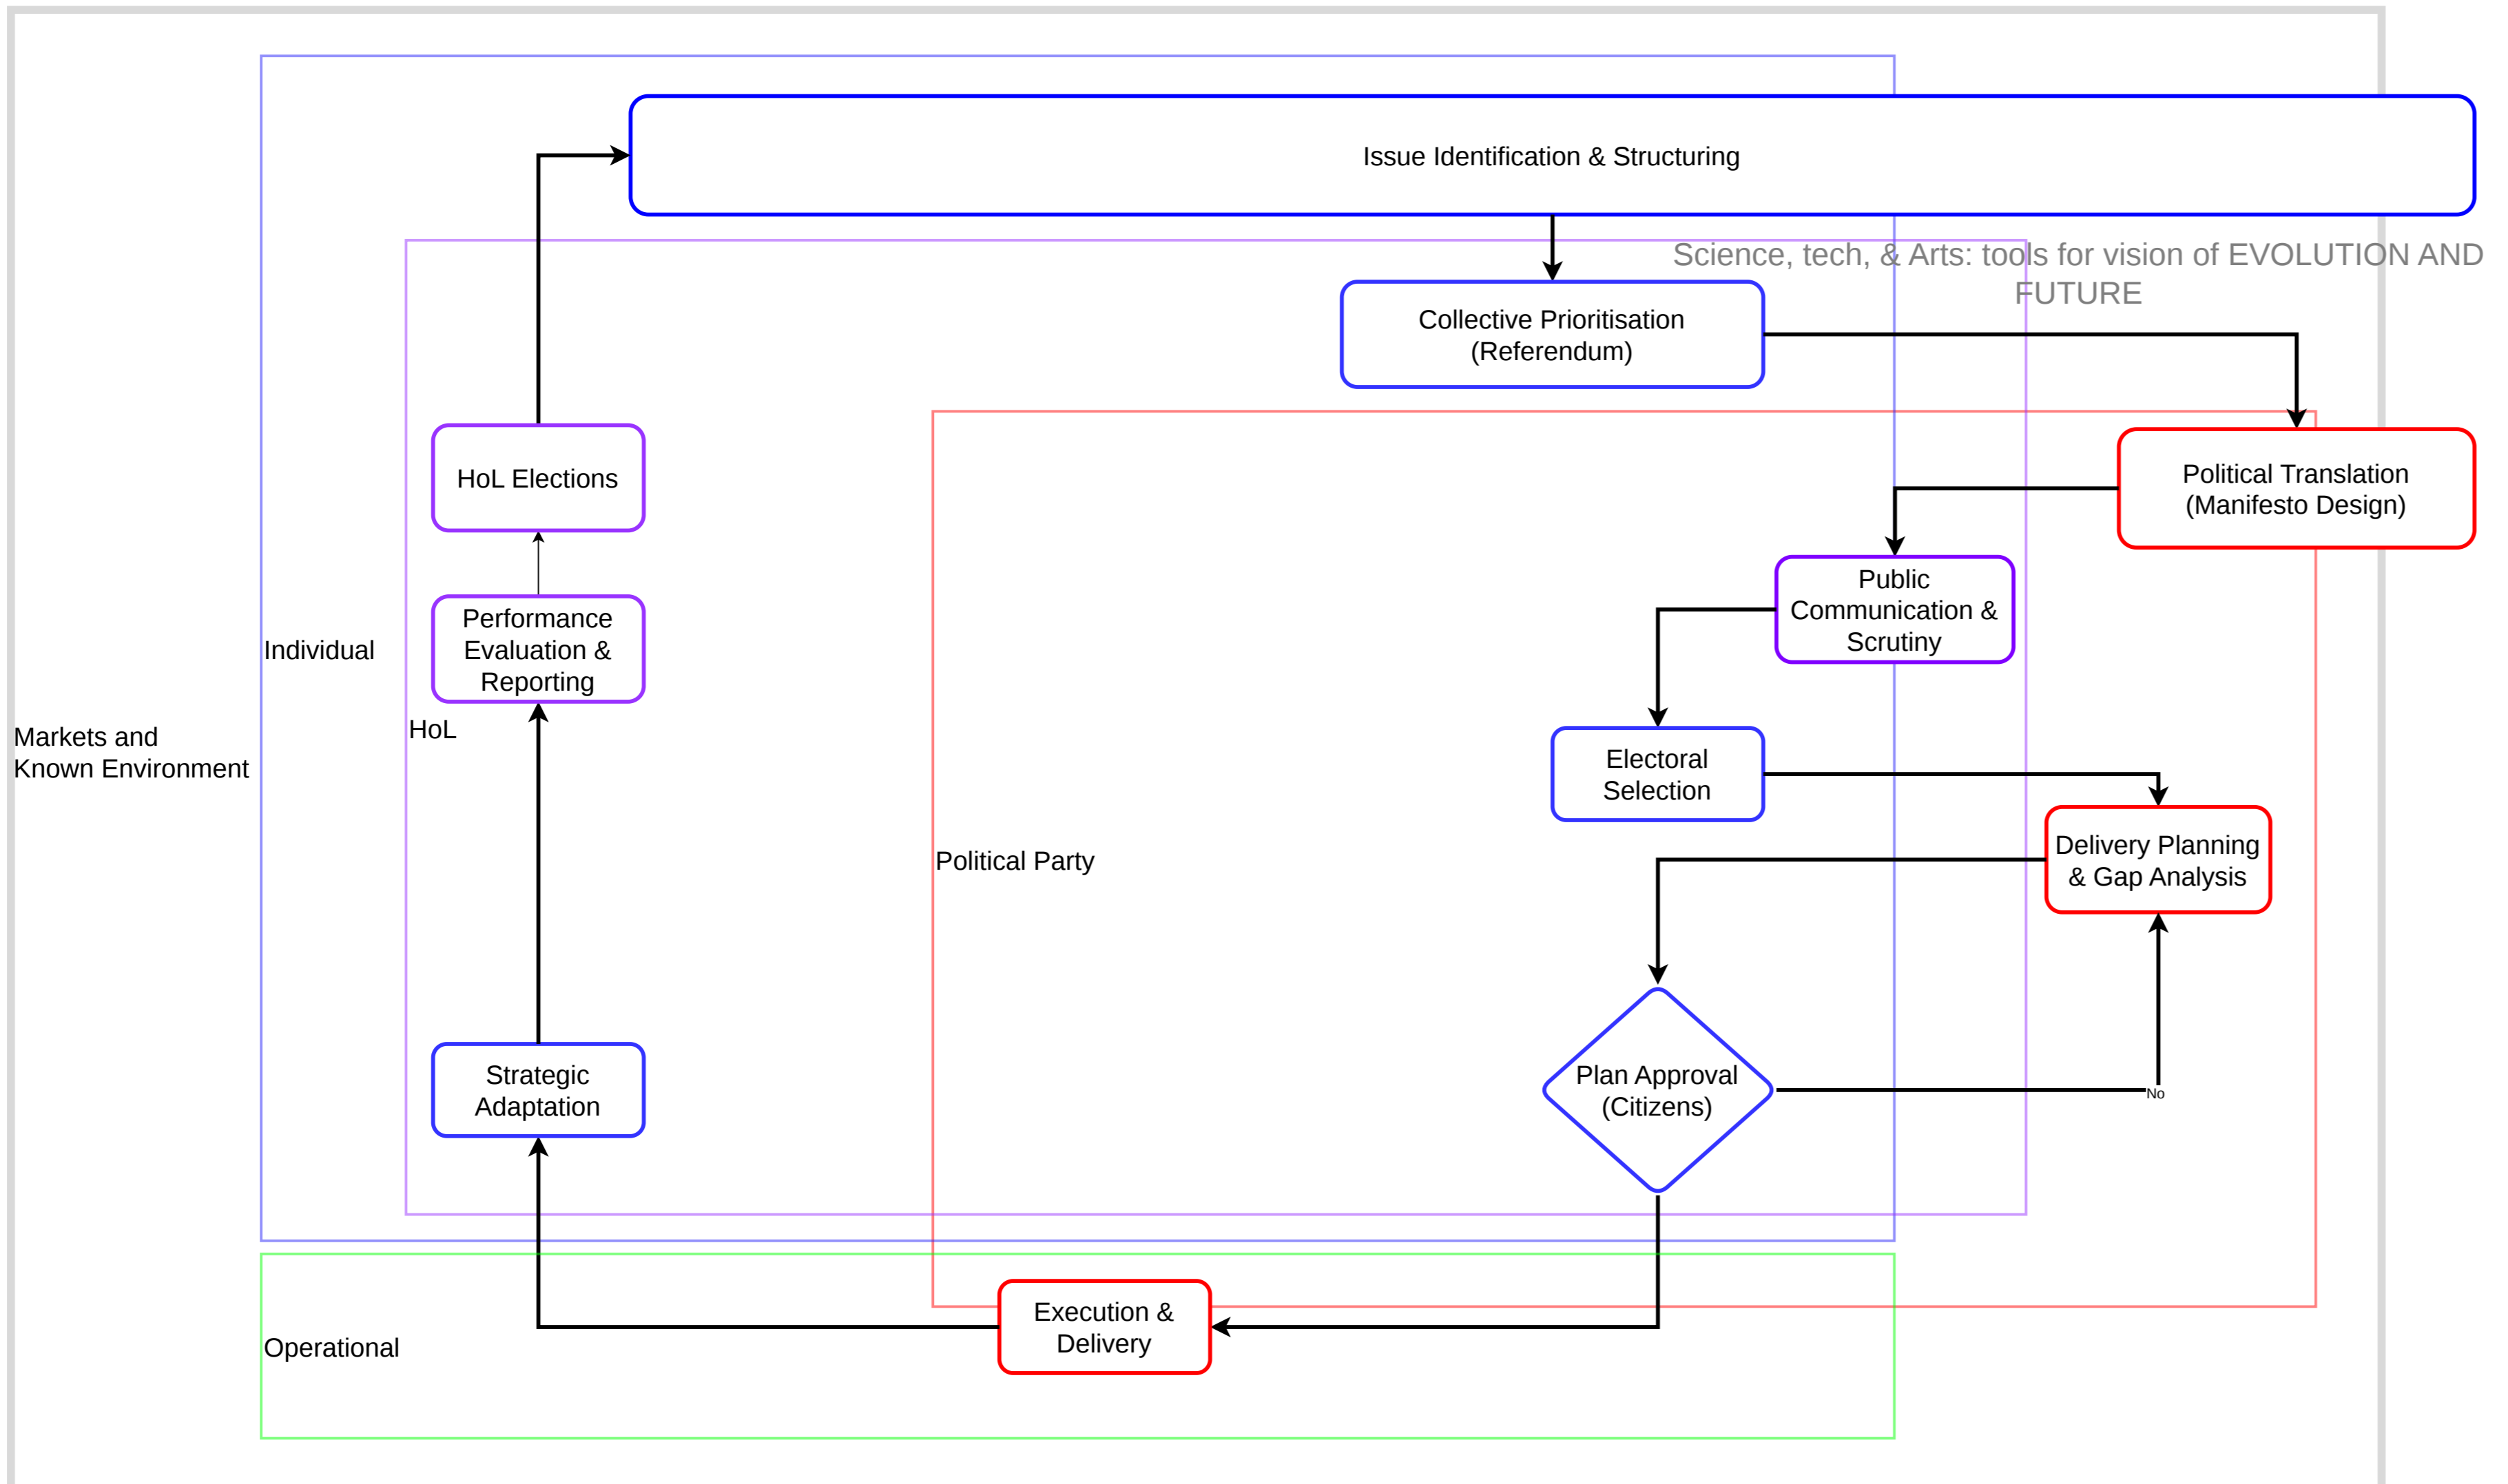 Issue Identification & Structuring
Science, tech, & Arts: tools for vision of EVOLUTION AND
FUTURE
Collective Prioritisation
(Referendum)
HoL Elections
Political Translation
(Manifesto Design)
Public
Communication &
Scrutiny
Performance
Evaluation &
Reporting
Individual
HoL
Markets and
Known Environment
Electoral
Selection
Political Party
Delivery Planning
& Gap Analysis
Strategic
Adaptation
Plan Approval
(Citizens)
No
Execution &
Delivery
Operational